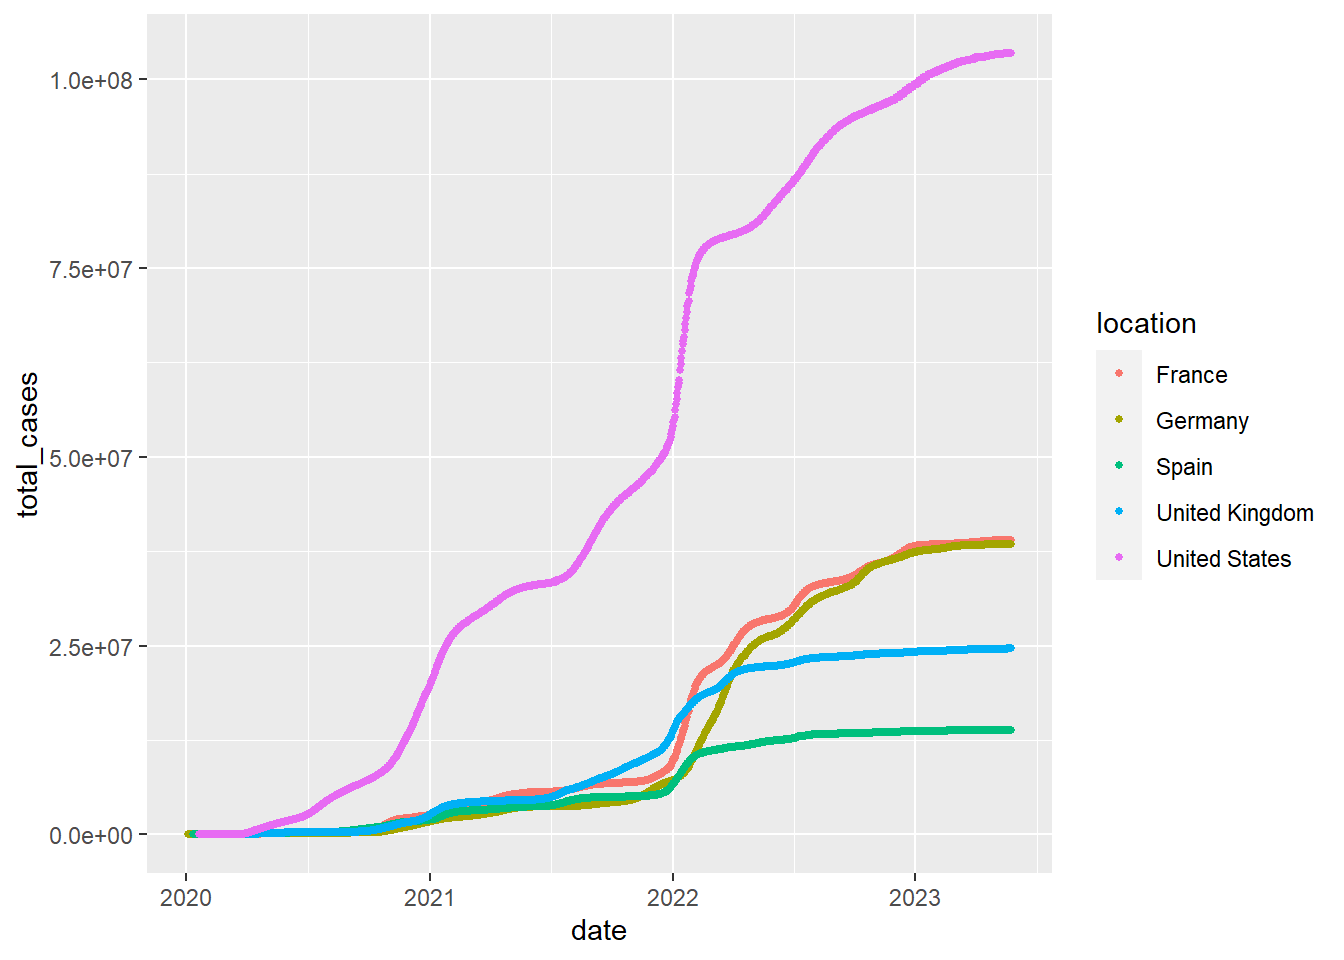 total_cases
1.0e+08
7.5e+07
5.0e+07
2.5e+07
0.0e+00
2020
2021
2022
2023
date
location
France
Germany
Spain
United Kingdom
United States